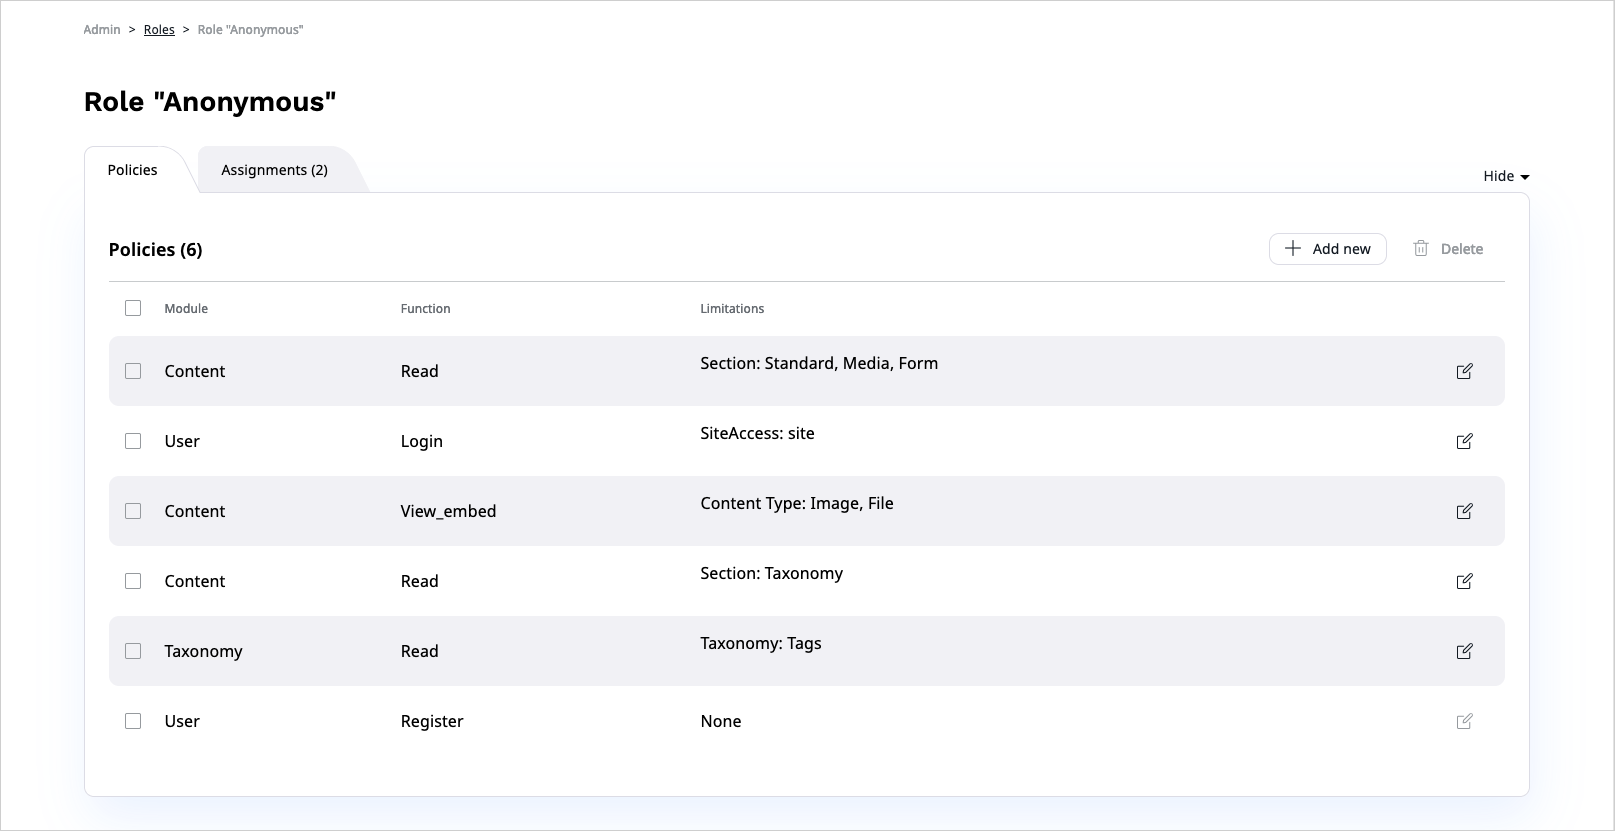 Admin > Roles > Role "Anonymous"
Role "Anonymous"
Policies Assignments (2) Hide
Policies (6) Add new Delete
Module Function Limitations
Content Read Section: Standard, Media, Form
User Login SiteAccess: site
Content View_embed Content Type: Image, File
Content Read Section: Taxonomy
Taxonomy Read Taxonomy: Tags
User Register None